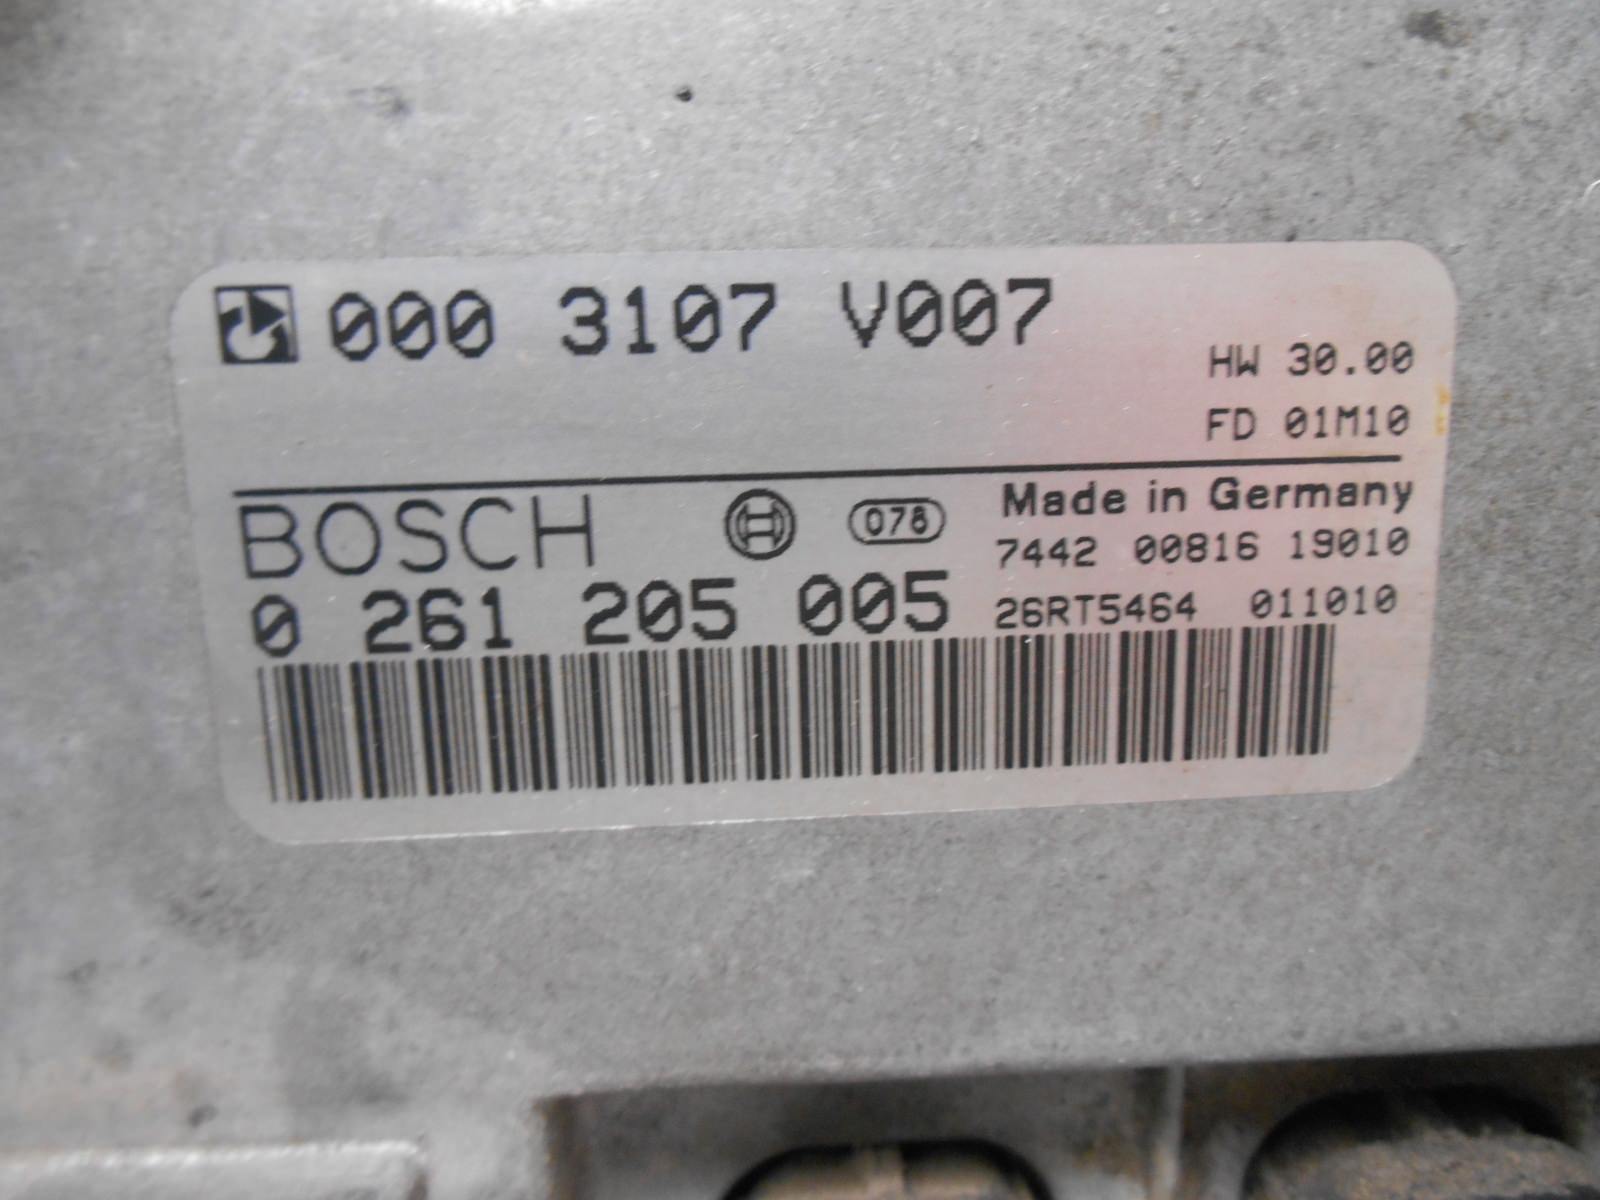 000 3107 V007
HW 30.00
FD 01M10
BOSCH 078 Made in Germany
7442 00816 19010
0 261 205 005 26RT5464 011010